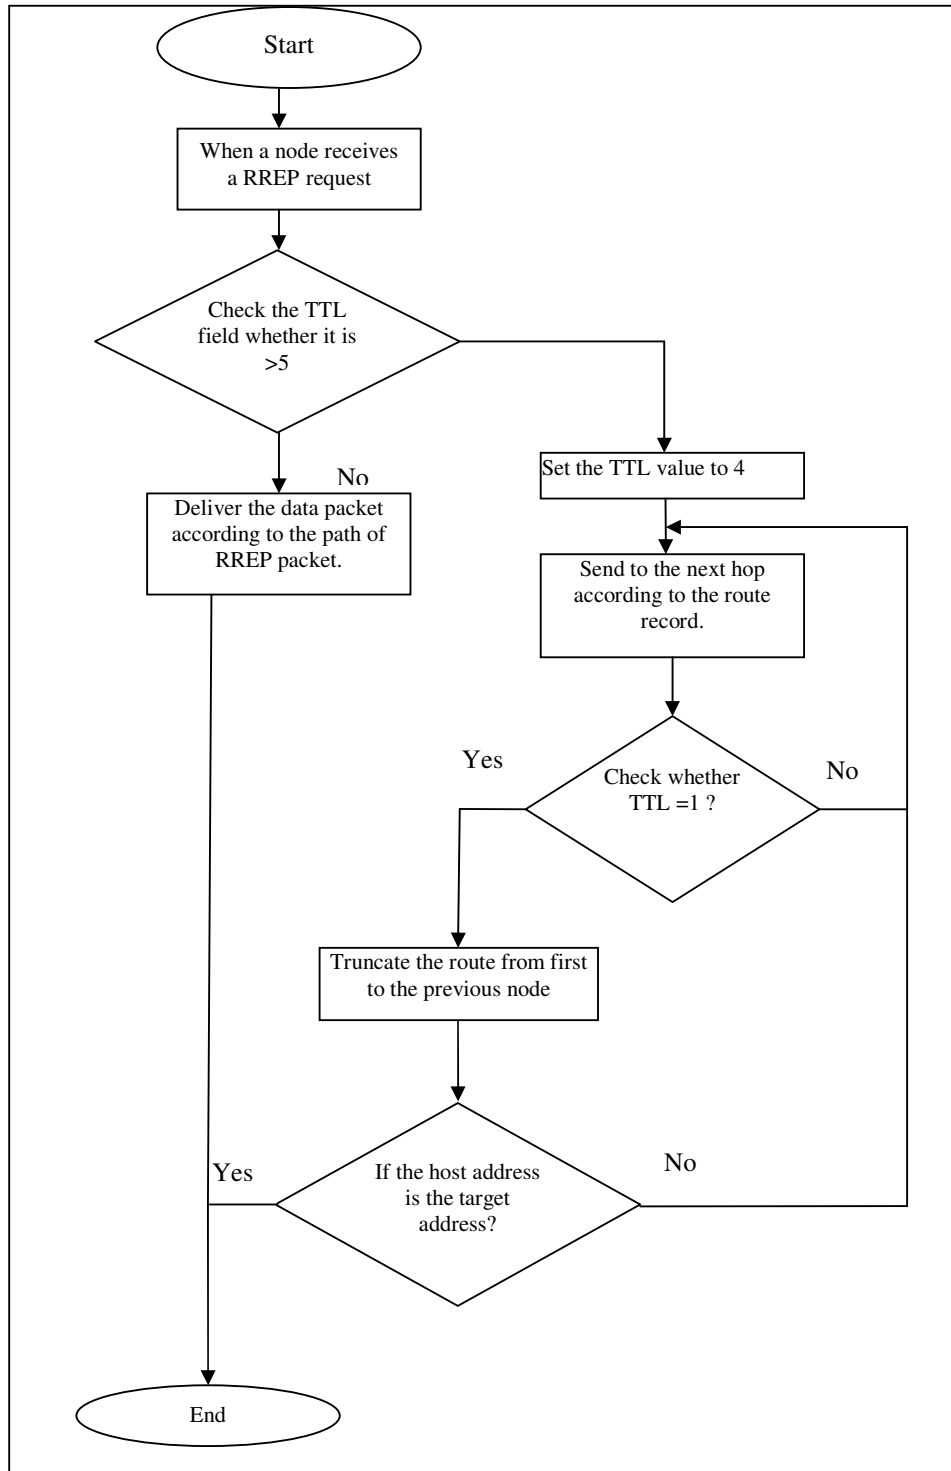 Start
When a node receives
a RREP request
Check the TTL
field whether it is
>5
No
Set the TTL value to 4
Deliver the data packet
according to the path of
RREP packet.
Send to the next hop
according to the route
record.
Yes
No
Check whether
TTL =1 ?
Truncate the route from first
to the previous node
Yes
No
If the host address
is the target
address?
End